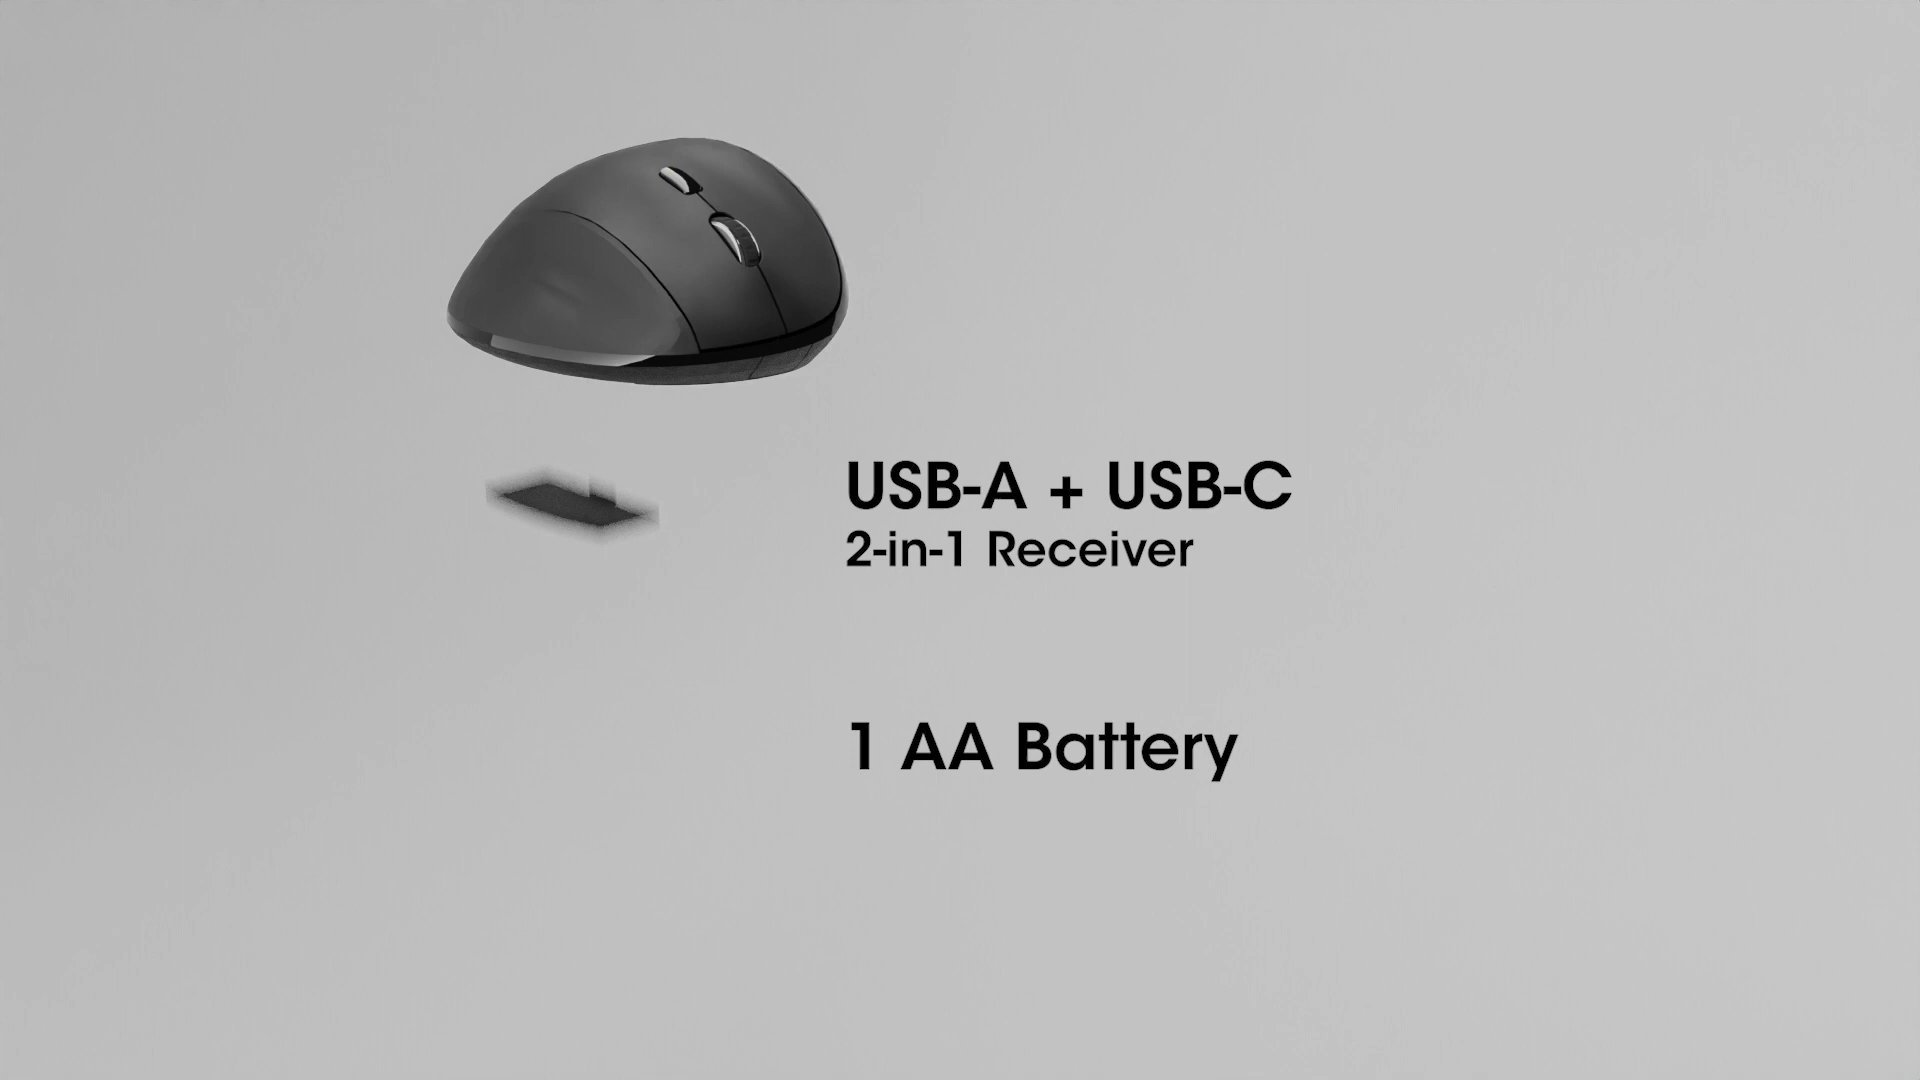 USB-A + USB-C
2-in-1 Receiver
1 AA Battery